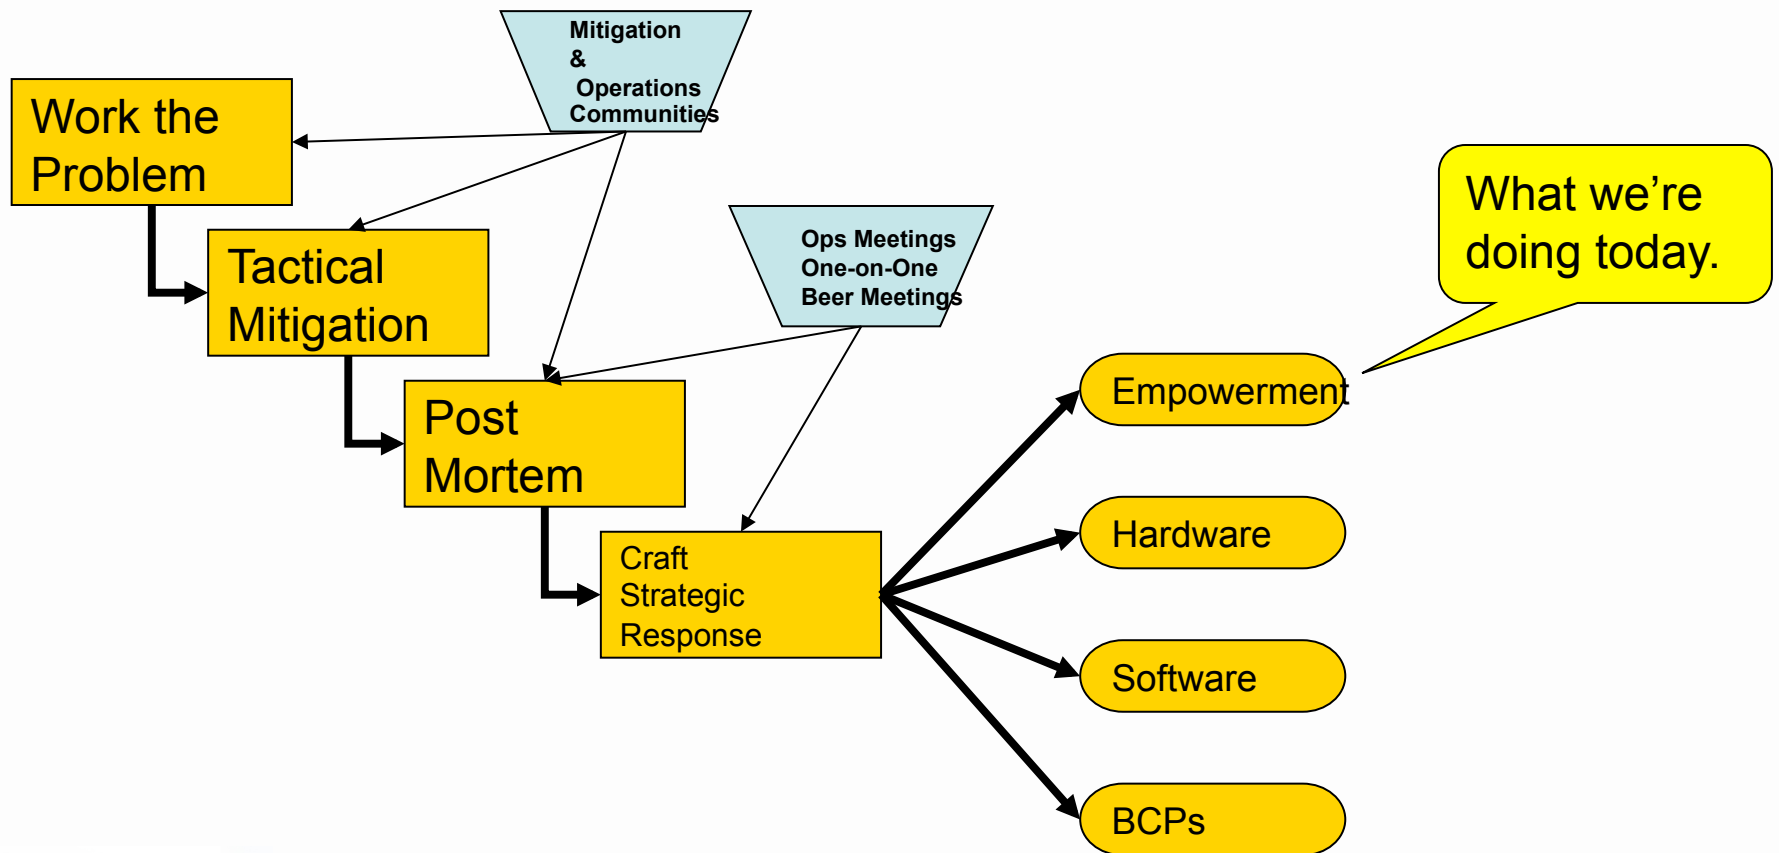 Mitigation
&
Operations
Communities
Work the
Problem
Tactical
Mitigation
Ops Meetings
One-on-One
Beer Meetings
What we’re
doing today.
Post
Mortem
Empowerment
Craft
Strategic
Response
Hardware
Software
BCPs